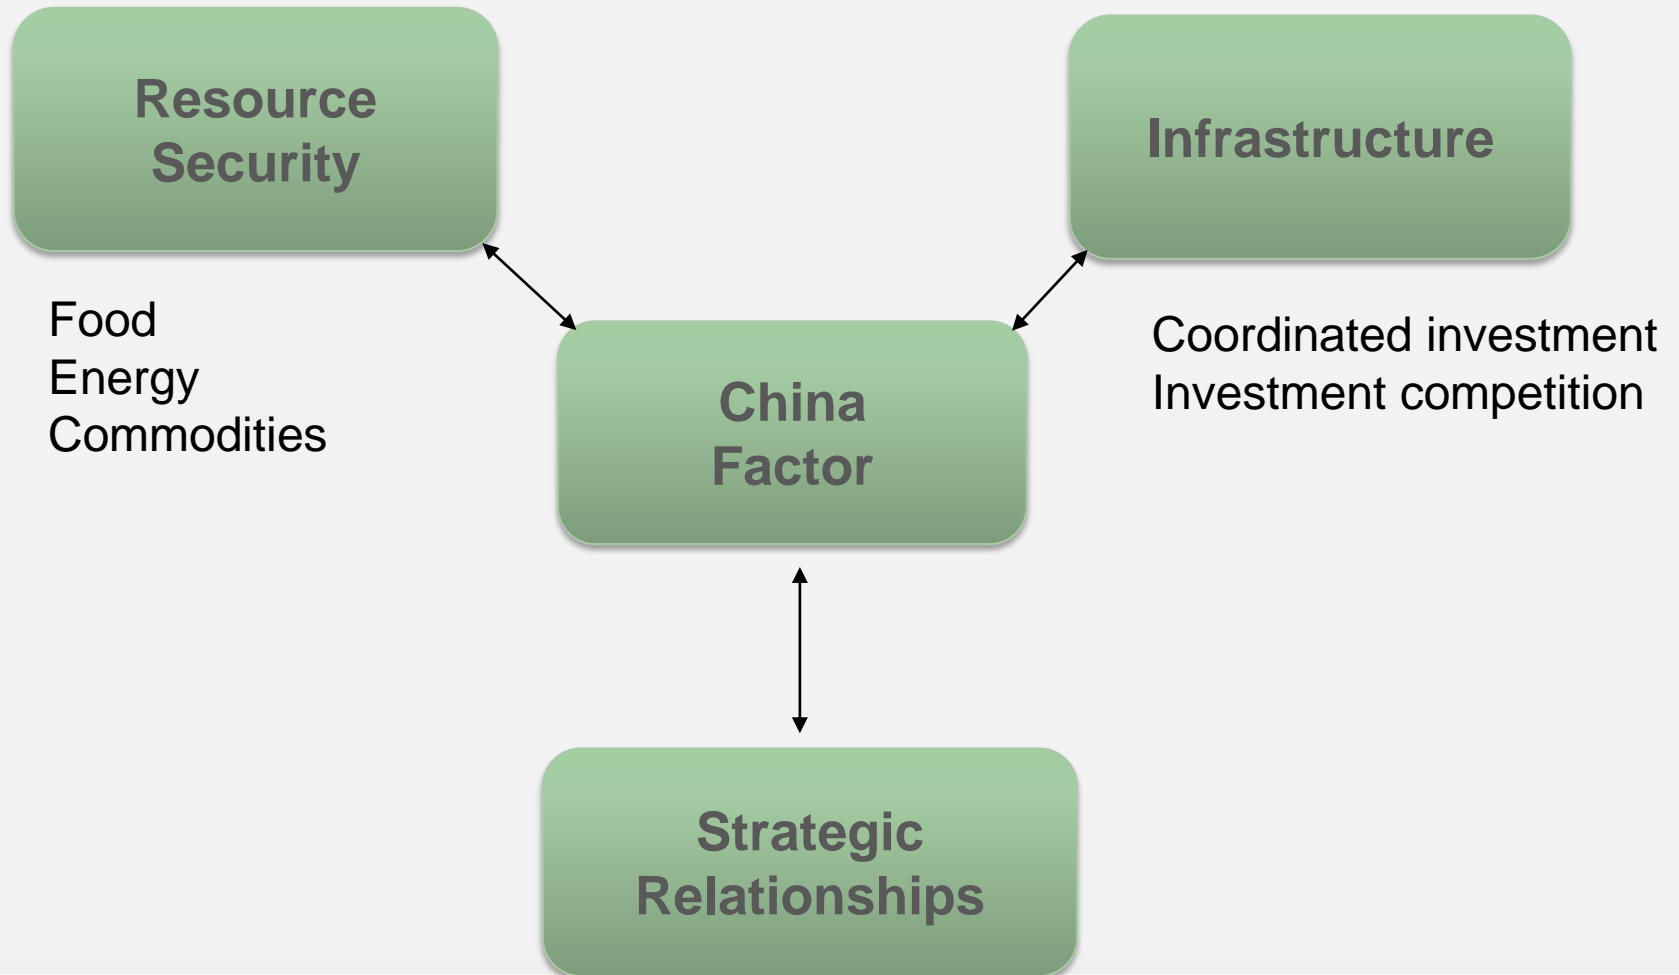 Resource
Security
Infrastructure
Food
Energy
Commodities
Coordinated investment
Investment competition
China
Factor
Strategic
Relationships